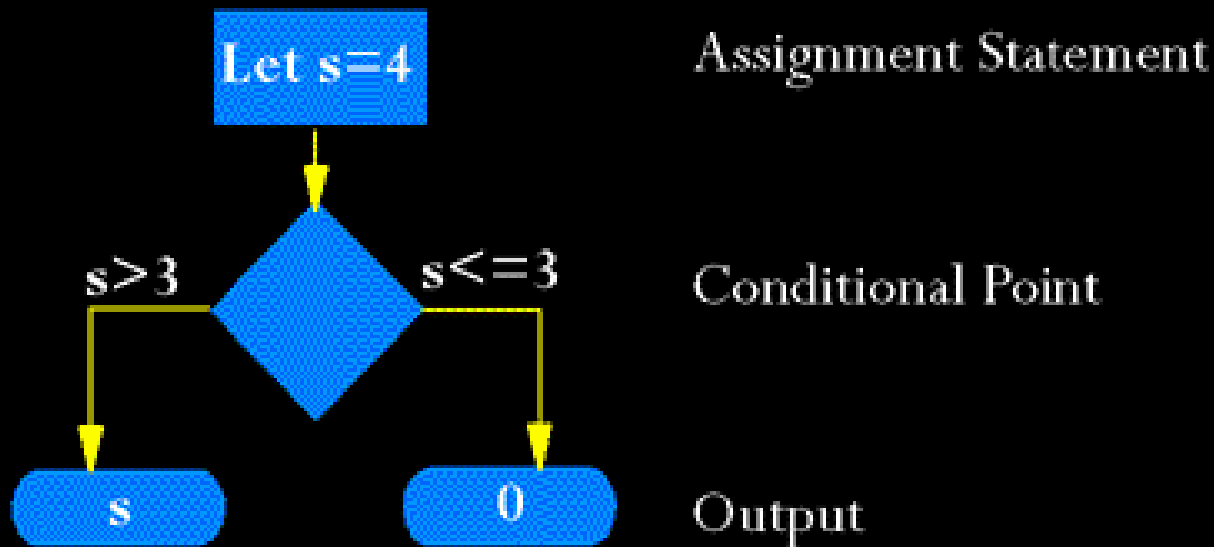 Let s=4
Assignment Statement
s>3
s<=3
Conditional Point
s
0
Output